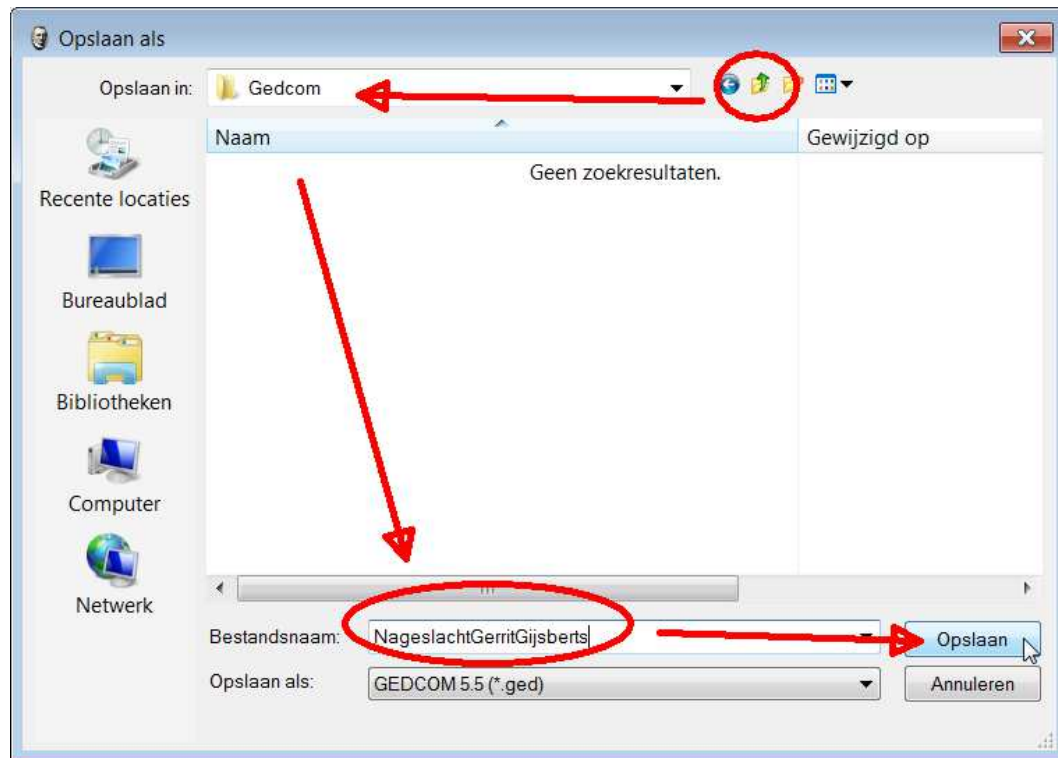 Opslaan als
Opslaan in: Gedcom
Naam Gewijzigd op
Geen zoekresultaten.
Recente locaties
Bureaublad
Bibliotheken
Computer
Netwerk
Bestandsnaam: NageslachtGerritGijsberts Opslaan
Opslaan als: GEDCOM 5.5 (*.ged) Annuleren